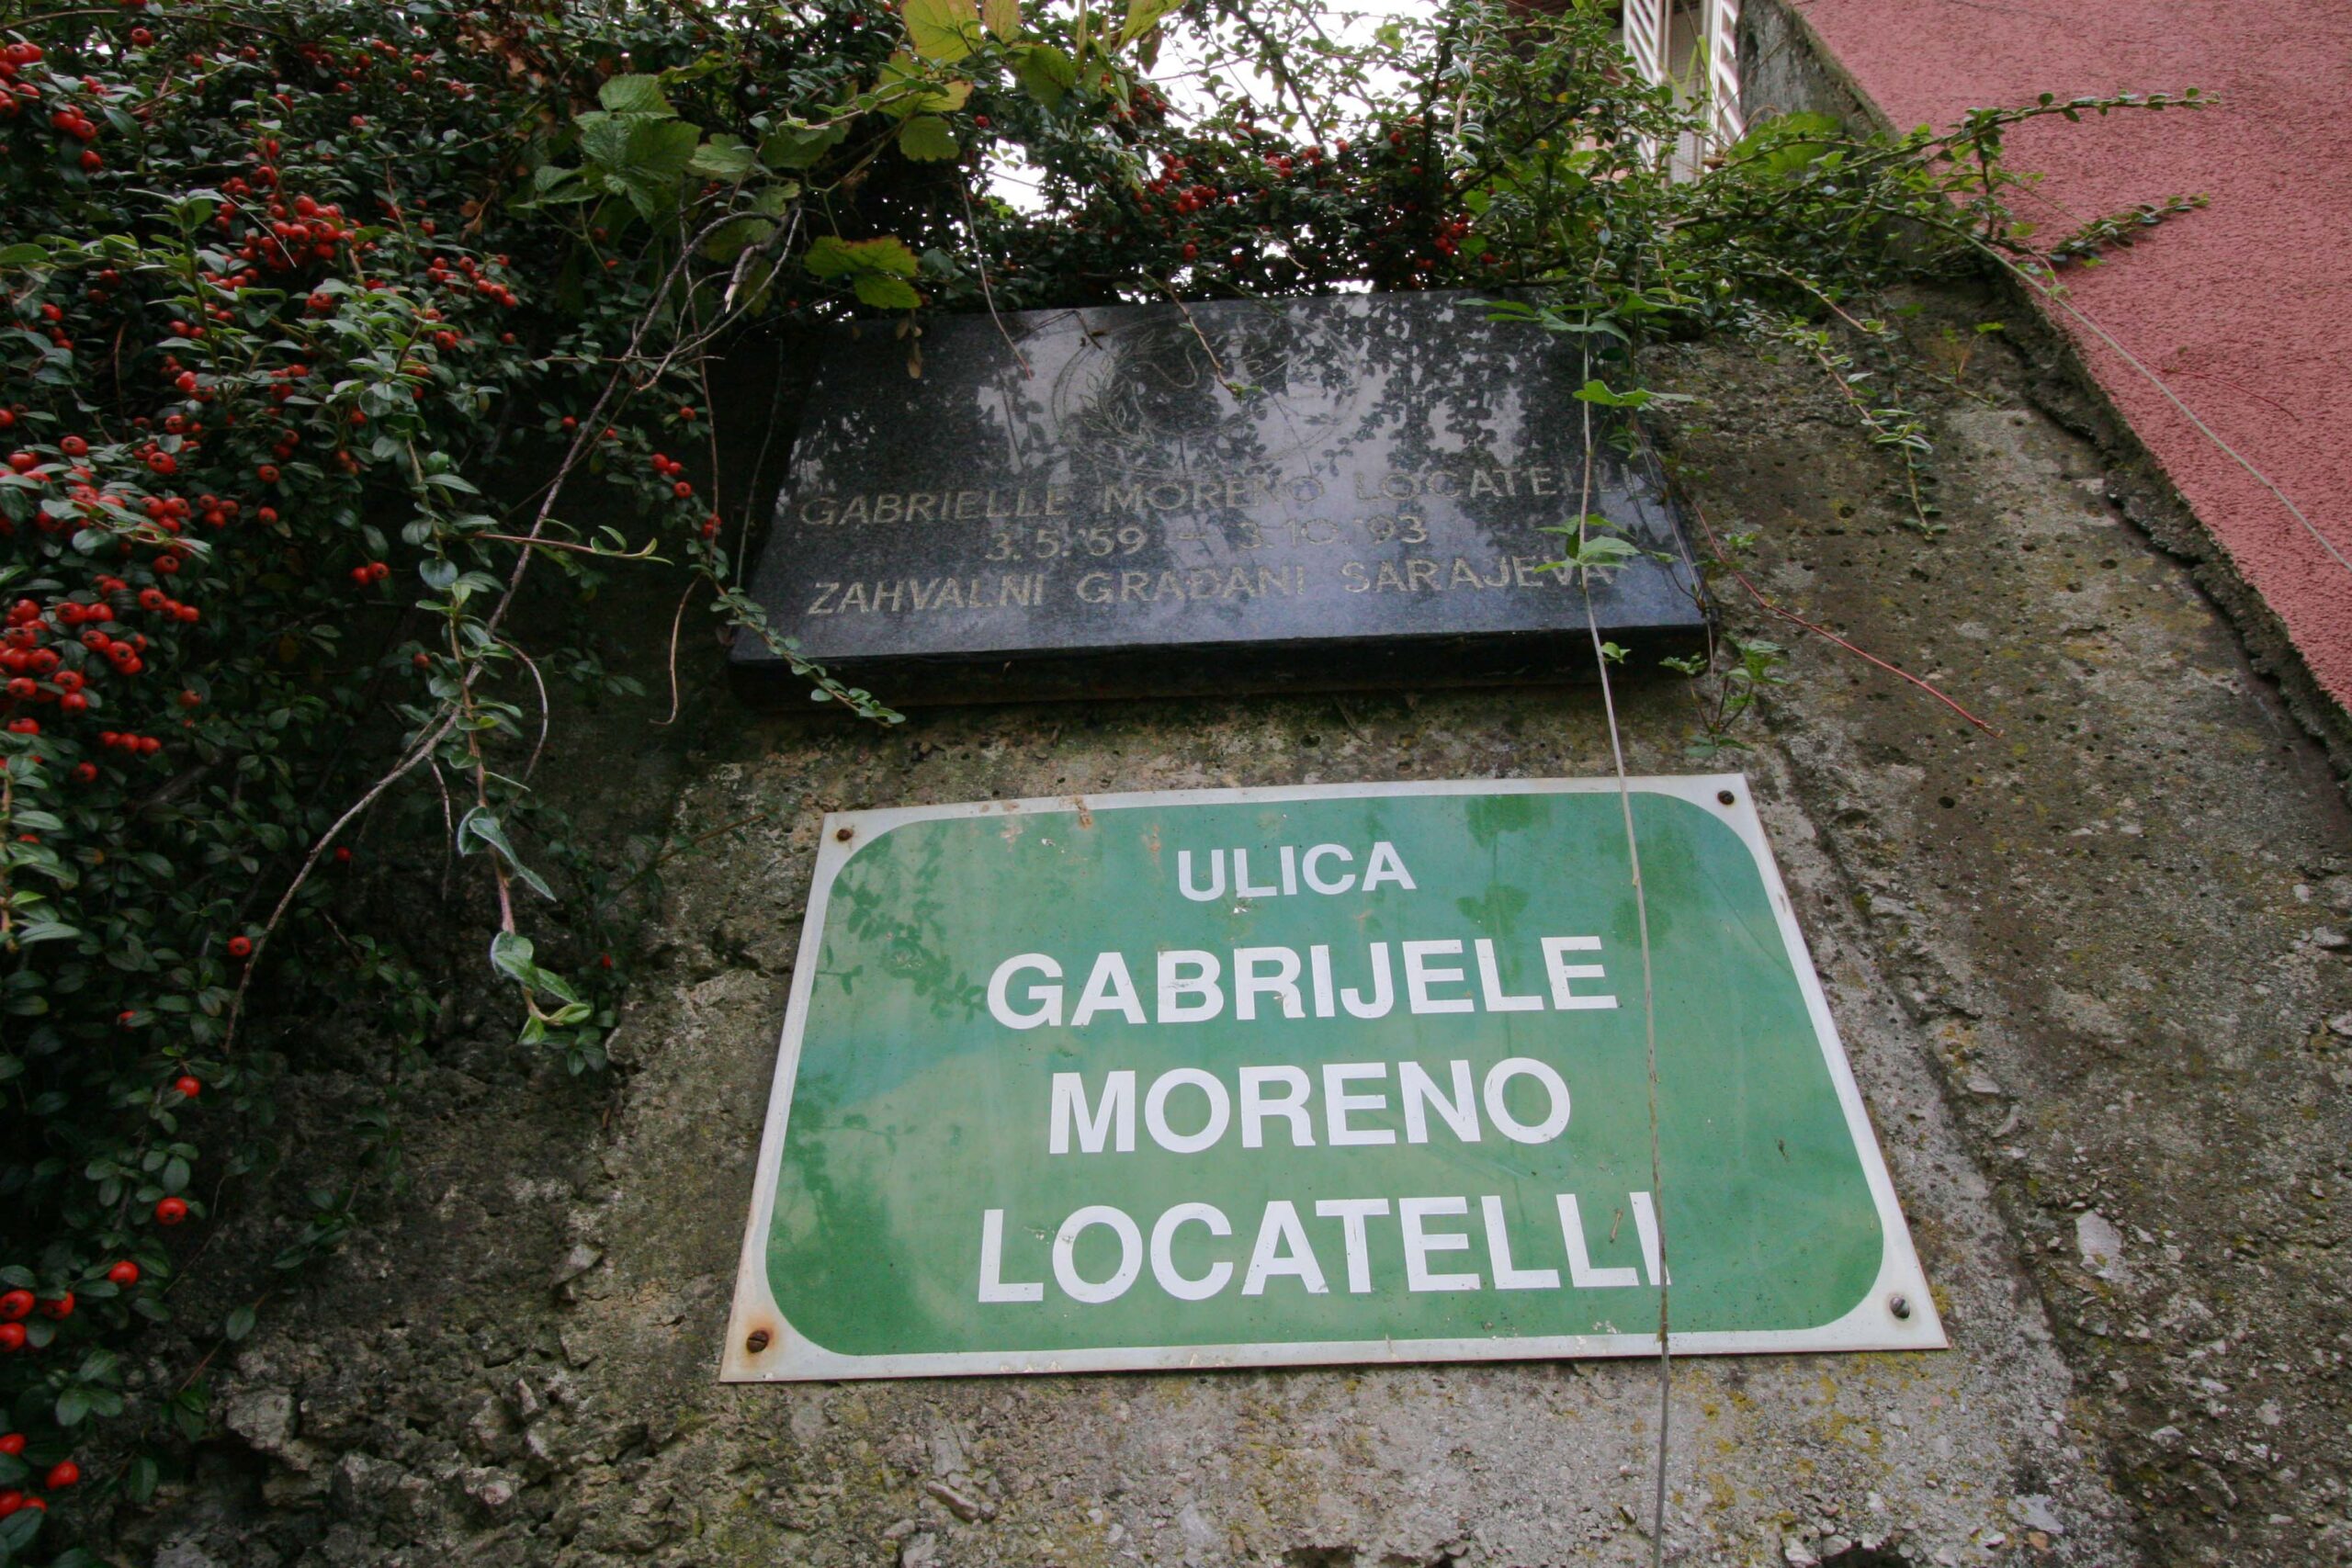 GABRIELLE MORENO LOCATELLI
3.5.'59 - 3.10.'93
ZAHVALNI GRAĐANI SARAJEVA
ULICA
GABRIJELE
MORENO
LOCATELLI